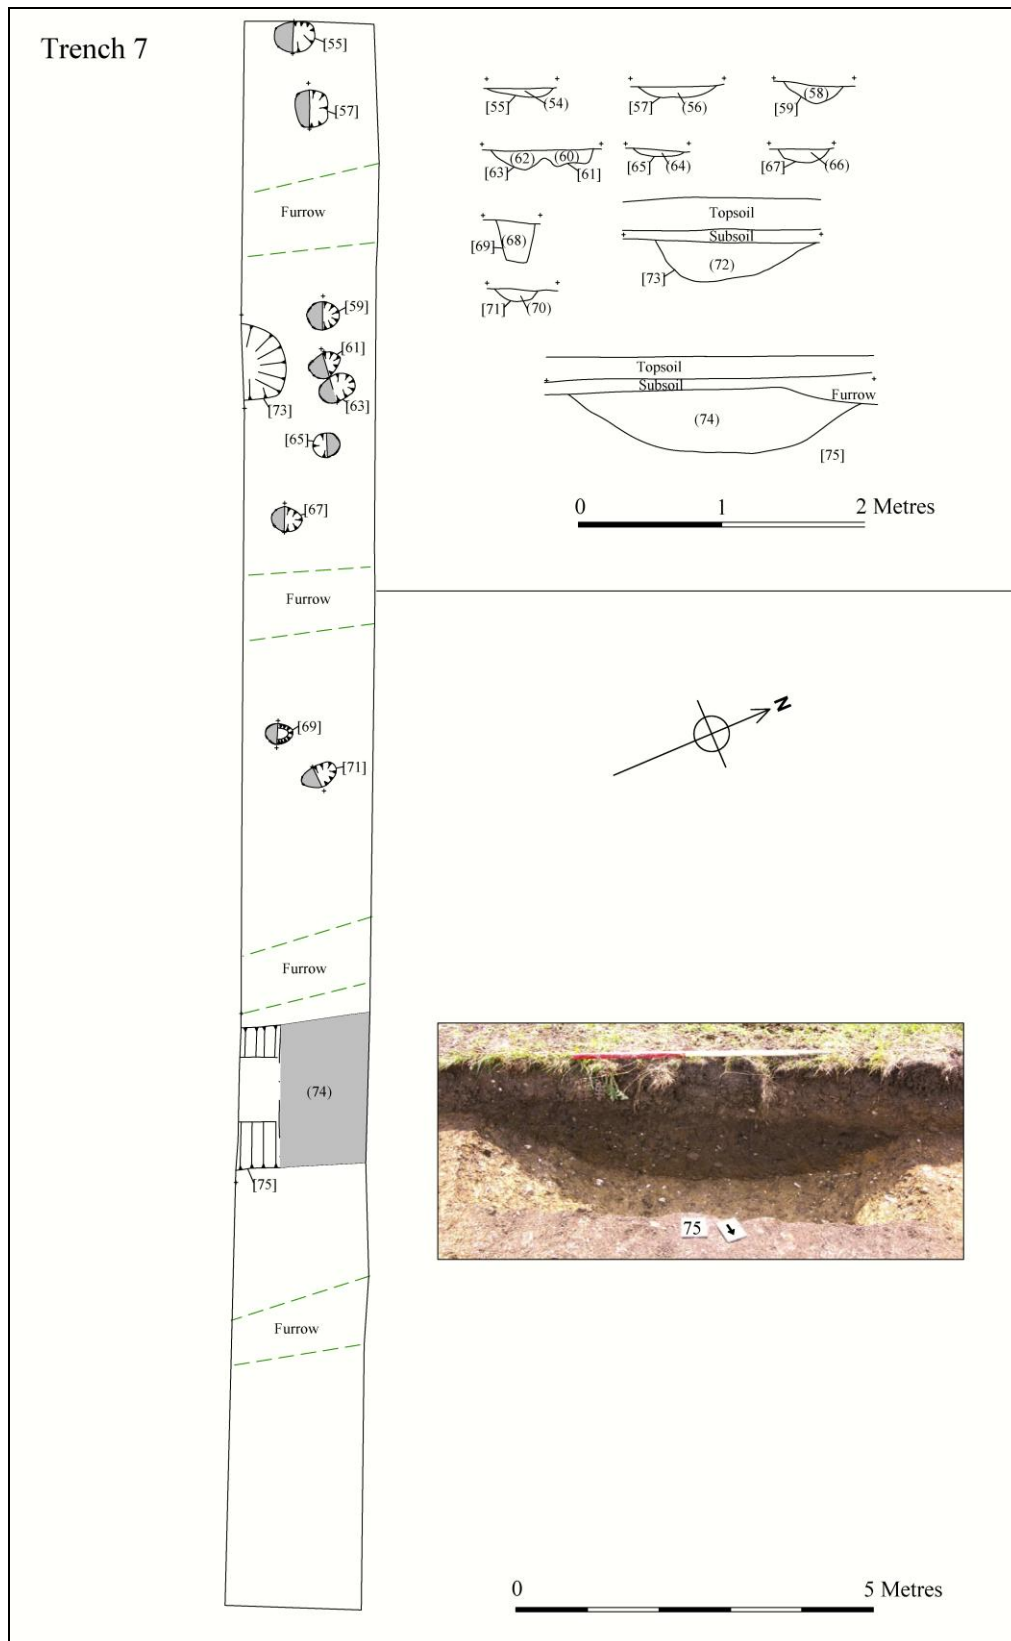 Trench 7
[55]
[57]
Furrow
[59]
[61]
[63]
[73]
[65]
[67]
Furrow
[69]
[71]
Furrow
(74)
[75]
Furrow
[55] (54)
[57] (56)
[59] (58)
[63] (62) (60) [61]
[65] (64)
[67] (66)
[69] (68)
Topsoil
Subsoil
(72)
[73]
[71] (70)
Topsoil
Subsoil
Furrow
(74)
[75]
0 1 2 Metres
N
75
0 5 Metres